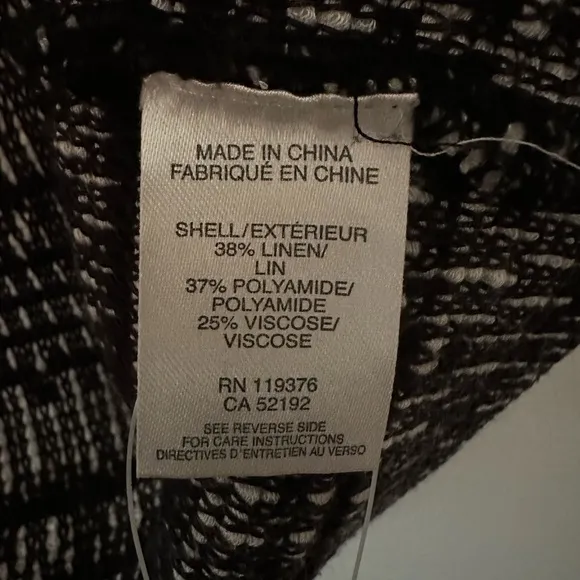 MADE IN CHINA
FABRIQUÉ EN CHINE
SHELL/EXTÉRIEUR
38% LINEN/
LIN
37% POLYAMIDE/
POLYAMIDE
25% VISCOSE/
VISCOSE
RN 119376
CA 52192
SEE REVERSE SIDE
FOR CARE INSTRUCTIONS
DIRECTIVES D'ENTRETIEN AU VERSO